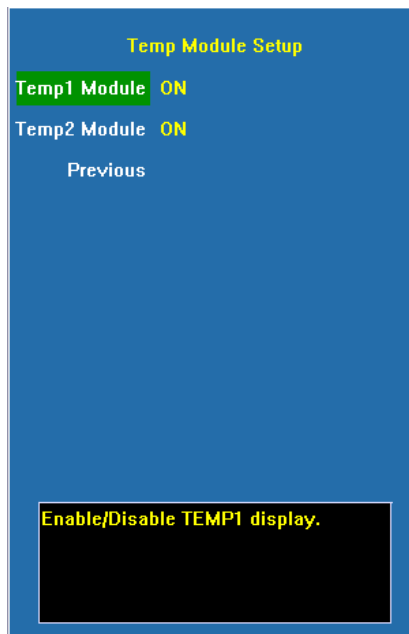 Temp Module Setup
Temp1 Module ON
Temp2 Module ON
Previous
Enable/Disable TEMP1 display.